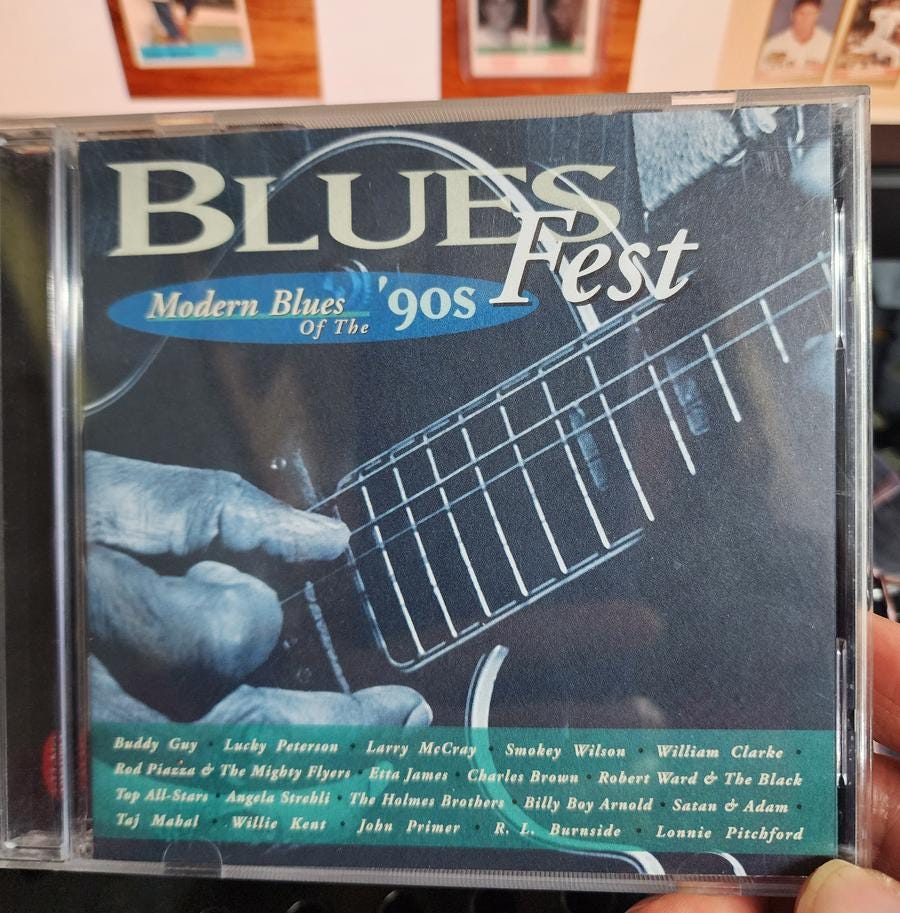 BLUES
Fest
Modern Blues
Of The '90s
Buddy Guy • Lucky Peterson • Larry McCray • Smokey Wilson • William Clarke •
Rod Piazza & The Mighty Flyers • Etta James • Charles Brown • Robert Ward & The Black
Top All-Stars • Angela Strehli • The Holmes Brothers • Billy Boy Arnold • Satan & Adam •
Taj Mahal • Willie Kent • John Primer • R. L. Burnside • Lonnie Pitchford